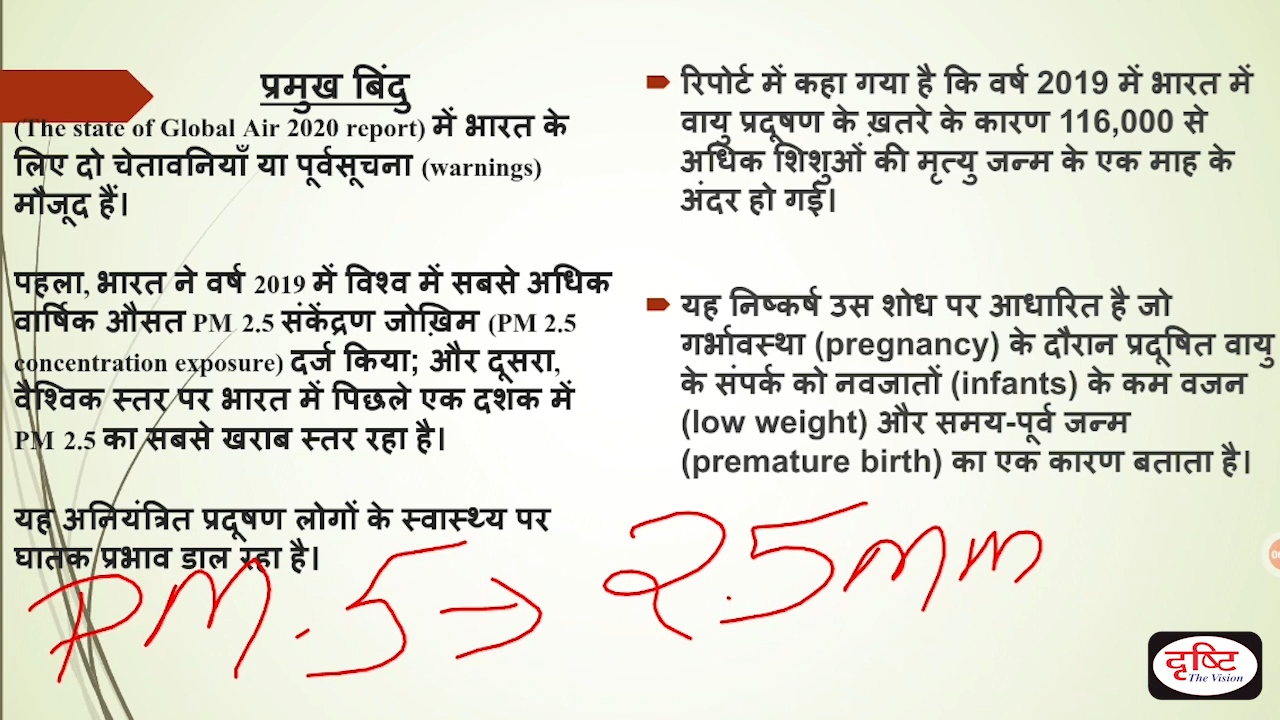 प्रमुख बिंदु
(The state of Global Air 2020 report) में भारत के
लिए दो चेतावनियाँ या पूर्वसूचना (warnings)
मौजूद हैं।
पहला, भारत ने वर्ष 2019 में विश्व में सबसे अधिक
वार्षिक औसत PM 2.5 संकेंद्रण जोख़िम (PM 2.5
concentration exposure) दर्ज किया; और दूसरा,
वैश्विक स्तर पर भारत में पिछले एक दशक में
PM 2.5 का सबसे खराब स्तर रहा है।
यह अनियंत्रित प्रदूषण लोगों के स्वास्थ्य पर
घातक प्रभाव डाल रहा है।
रिपोर्ट में कहा गया है कि वर्ष 2019 में भारत में
वायु प्रदूषण के ख़तरे के कारण 116,000 से
अधिक शिशुओं की मृत्यु जन्म के एक माह के
अंदर हो गई।
यह निष्कर्ष उस शोध पर आधारित है जो
गर्भावस्था (pregnancy) के दौरान प्रदूषित वायु
के संपर्क को नवजातों (infants) के कम वजन
(low weight) और समय-पूर्व जन्म
(premature birth) का एक कारण बताता है।
PM .5 → 2.5 mm
दृष्टि
The Vision